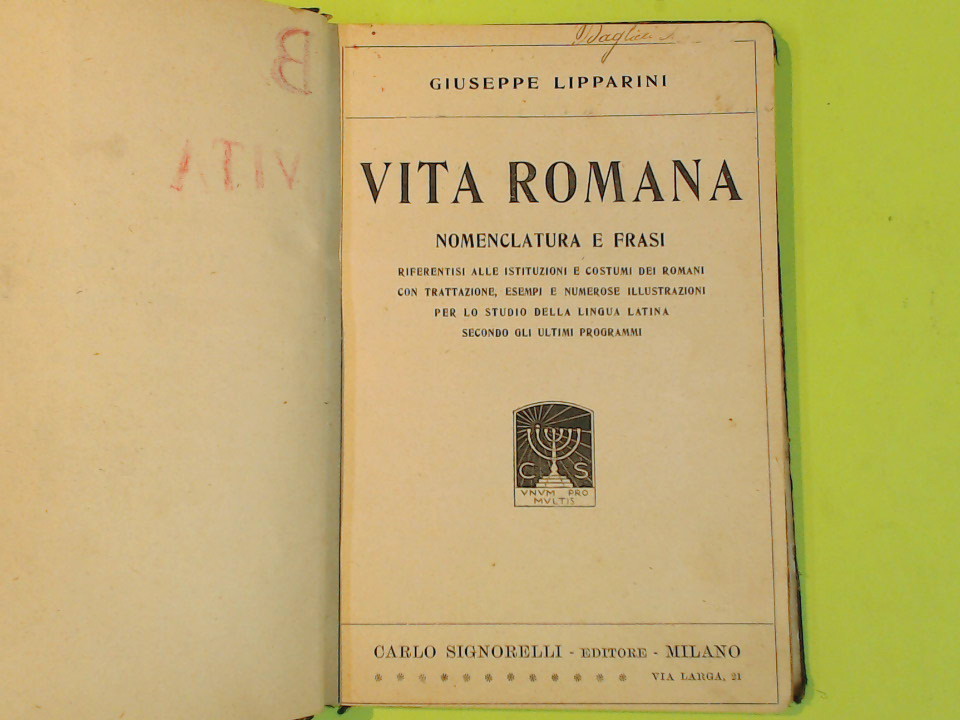 B
VITA
GIUSEPPE LIPPARINI
VITA ROMANA
NOMENCLATURA E FRASI
RIFERENTISI ALLE ISTITUZIONI E COSTUMI DEI ROMANI
CON TRATTAZIONE, ESEMPI E NUMEROSE ILLUSTRAZIONI
PER LO STUDIO DELLA LINGUA LATINA
SECONDO GLI ULTIMI PROGRAMMI
C S
VNVM PRO
MVLTIS
CARLO SIGNORELLI - EDITORE - MILANO
VIA LARGA, 21